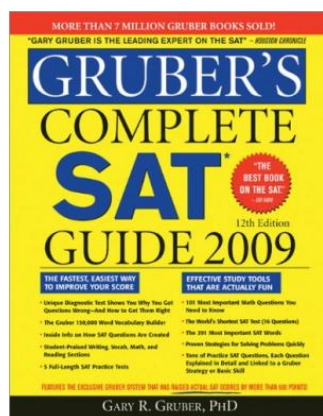 MORE THAN 7 MILLION GRUBER BOOKS SOLD!
"GARY GRUBER IS THE LEADING EXPERT ON THE SAT" – HOUSTON CHRONICLE
GRUBER'S
COMPLETE
SAT*
"THE
BEST BOOK
ON THE SAT."
12th Edition
GUIDE 2009
THE FASTEST, EASIEST WAY
TO IMPROVE YOUR SCORE
• Unique Diagnostic Test Shows You Why You Get
Questions Wrong—And How to Get Them Right
• The Gruber 150,000 Word Vocabulary Builder
• Inside Info on How SAT Questions Are Created
• Student-Praised Writing, Vocab, Math, and
Reading Sections
• 5 Full-Length SAT Practice Tests
EFFECTIVE STUDY TOOLS
THAT ARE ACTUALLY FUN
• 101 Most Important Math Questions You
Need to Know
• The World's Shortest SAT Test (16 Questions)
• The 291 Most Important SAT Words
• Proven Strategies for Solving Problems Quickly
• Tons of Practice SAT Questions, Each Question
Explained in Detail and Linked to a Gruber
Strategy or Basic Skill
FEATURES THE EXCLUSIVE GRUBER SYSTEM THAT HAS RAISED ACTUAL SAT SCORES BY MORE THAN 600 POINTS!
GARY R. GRUBER, PHD